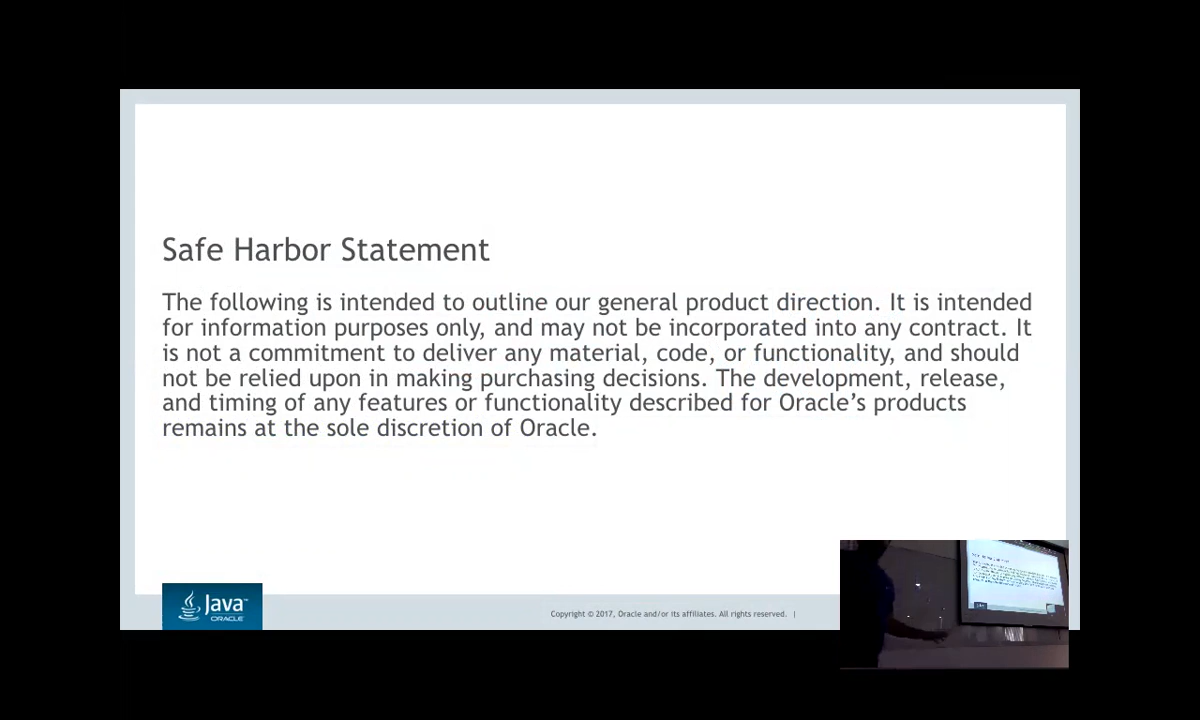 Safe Harbor Statement
The following is intended to outline our general product direction. It is intended
for information purposes only, and may not be incorporated into any contract. It
is not a commitment to deliver any material, code, or functionality, and should
not be relied upon in making purchasing decisions. The development, release,
and timing of any features or functionality described for Oracle’s products
remains at the sole discretion of Oracle.
Java™
ORACLE
Copyright © 2017, Oracle and/or its affiliates. All rights reserved. |